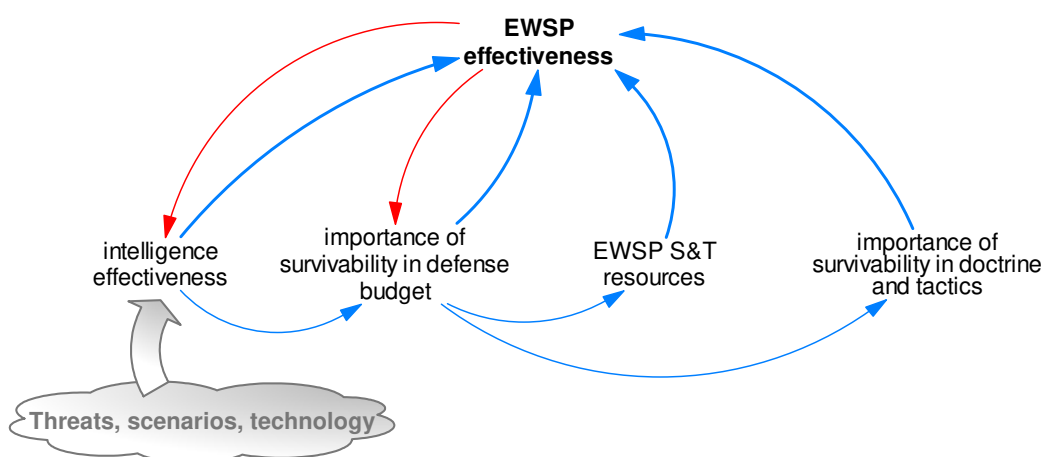 EWSP
effectiveness
intelligence
effectiveness
importance of
survivability in defense
budget
EWSP S&T
resources
importance of
survivability in doctrine
and tactics
Threats, scenarios, technology